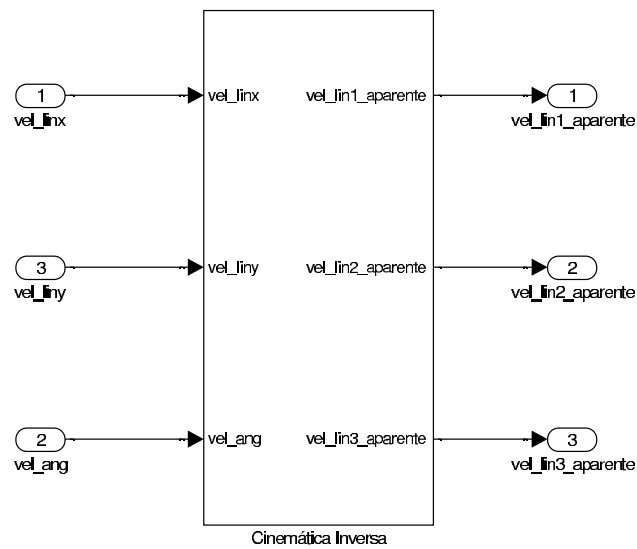 1
vel_linx
vel_linx
vel_lin1_aparente
1
vel_lin1_aparente
3
vel_liny
vel_liny
vel_lin2_aparente
2
vel_lin2_aparente
2
vel_ang
vel_ang
vel_lin3_aparente
3
vel_lin3_aparente
Cinemática Inversa